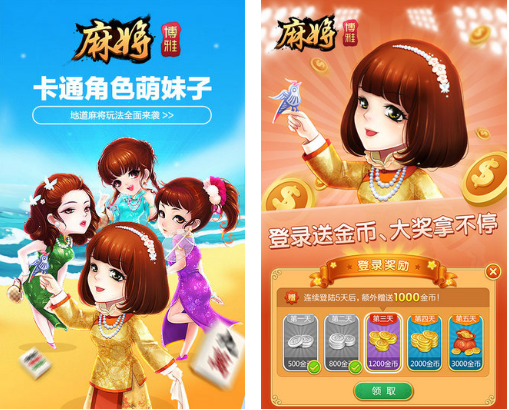 麻将
博雅
卡通角色萌妹子
地道麻将玩法全面来袭 >>
麻将
博雅
登录送金币、大奖拿不停
登录奖励
赠 连续登陆5天后，额外赠送1000金币！
第一天 第二天 第三天 第四天 第五天
500金 800金 1200金币 2000金币 3000金币
领取